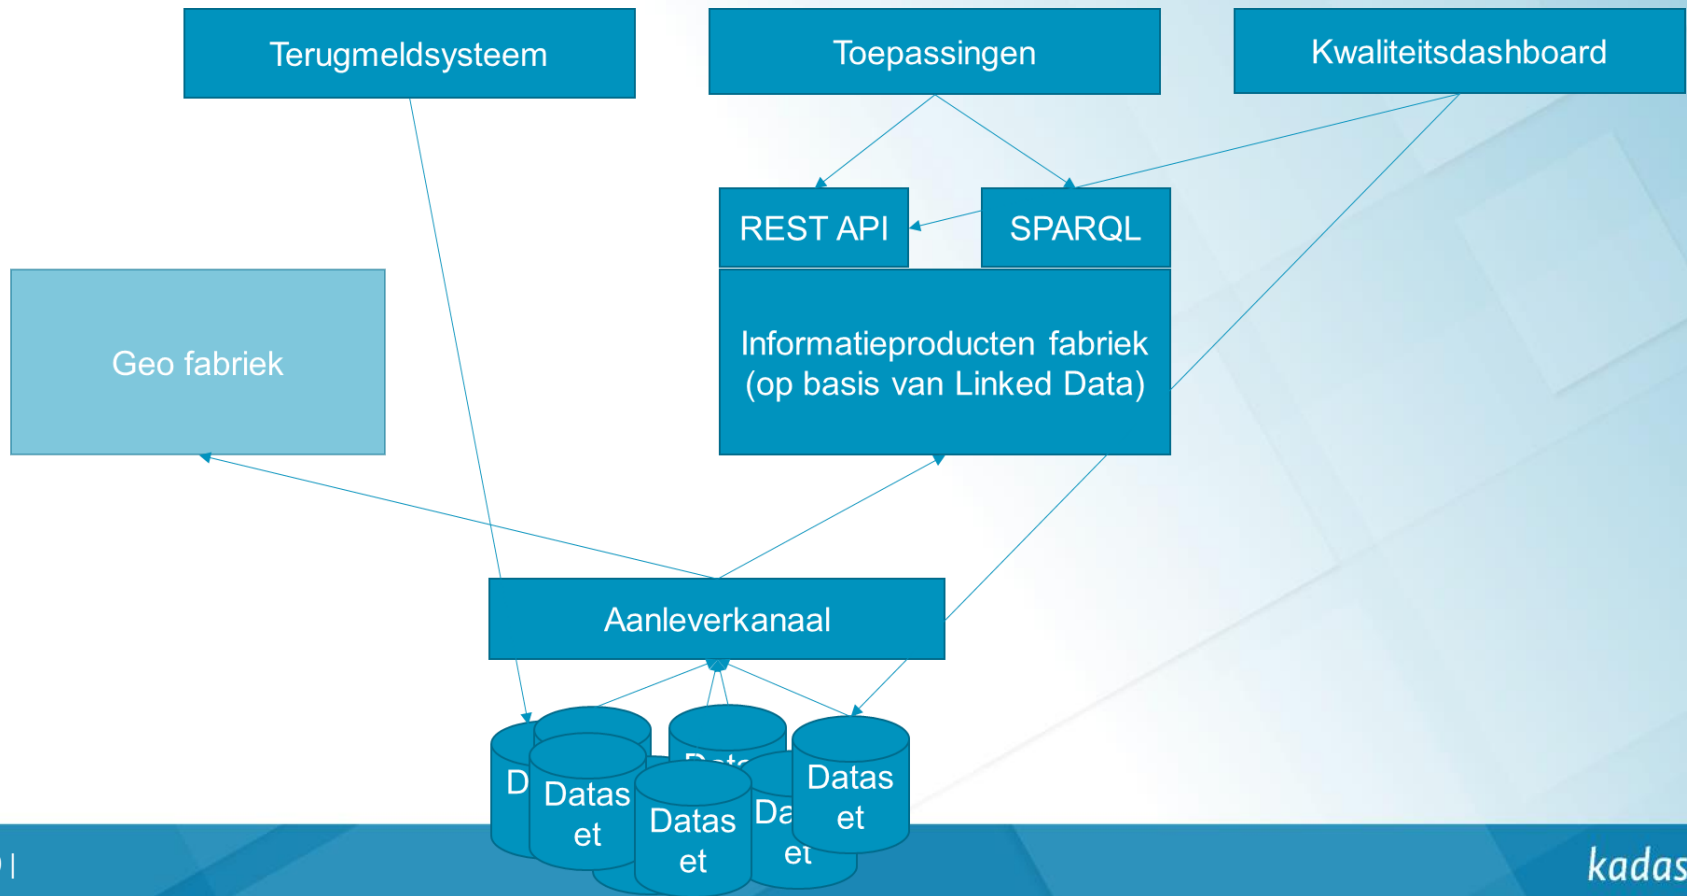 Terugmeldsysteem
Toepassingen
Kwaliteitsdashboard
REST API
SPARQL
Geo fabriek
Informatieproducten fabriek
(op basis van Linked Data)
Aanleverkanaal
Datas
et
Datas
et
Datas
et
kadas